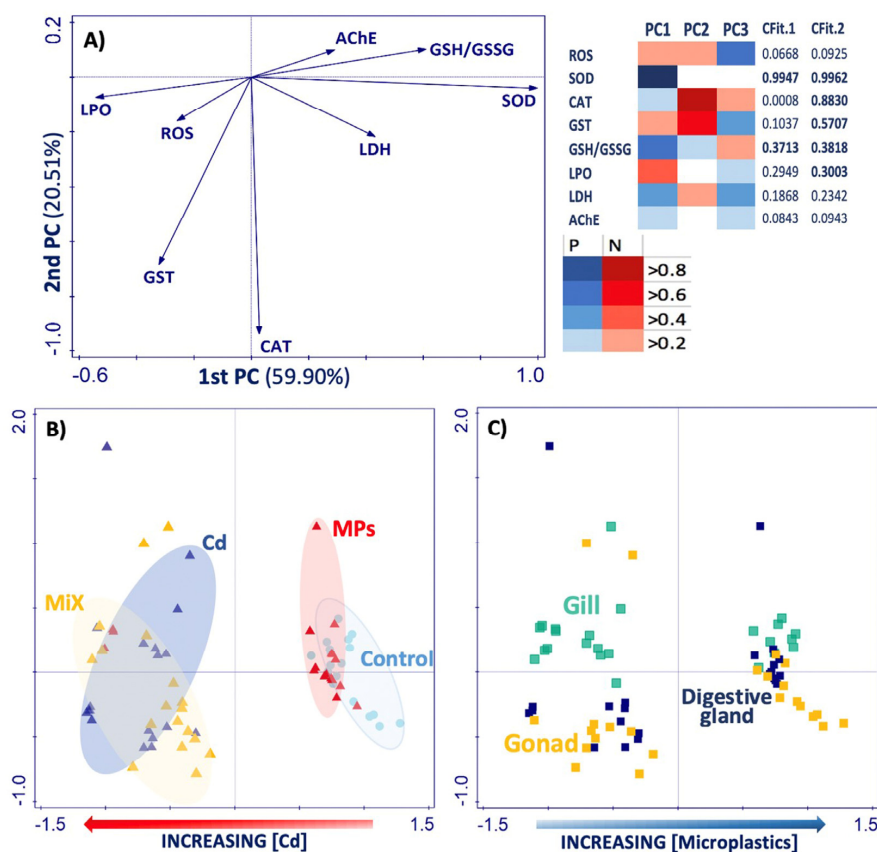 A)
0.2
-1.0
2nd PC (20.51%)
AChE
GSH/GSSG
SOD
LPO
ROS
LDH
GST
CAT
-0.6 1st PC (59.90%) 1.0
PC1 PC2 PC3 CFit.1 CFit.2
ROS 0.0668 0.0925
SOD 0.9947 0.9962
CAT 0.0008 0.8830
GST 0.1037 0.5707
GSH/GSSG 0.3713 0.3818
LPO 0.2949 0.3003
LDH 0.1868 0.2342
AChE 0.0843 0.0943
P N
>0.8
>0.6
>0.4
>0.2
B)
2.0
-1.0
Cd
MPs
MiX
Control
-1.5 1.5
INCREASING [Cd]
C)
2.0
-1.0
Gill
Digestive
gland
Gonad
-1.5 1.5
INCREASING [Microplastics]